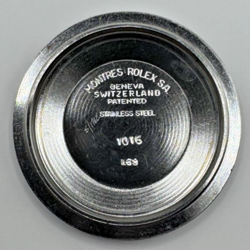 MONTRES ROLEX S.A.
GENEVA
SWITZERLAND
PATENTED
STAINLESS STEEL
1016